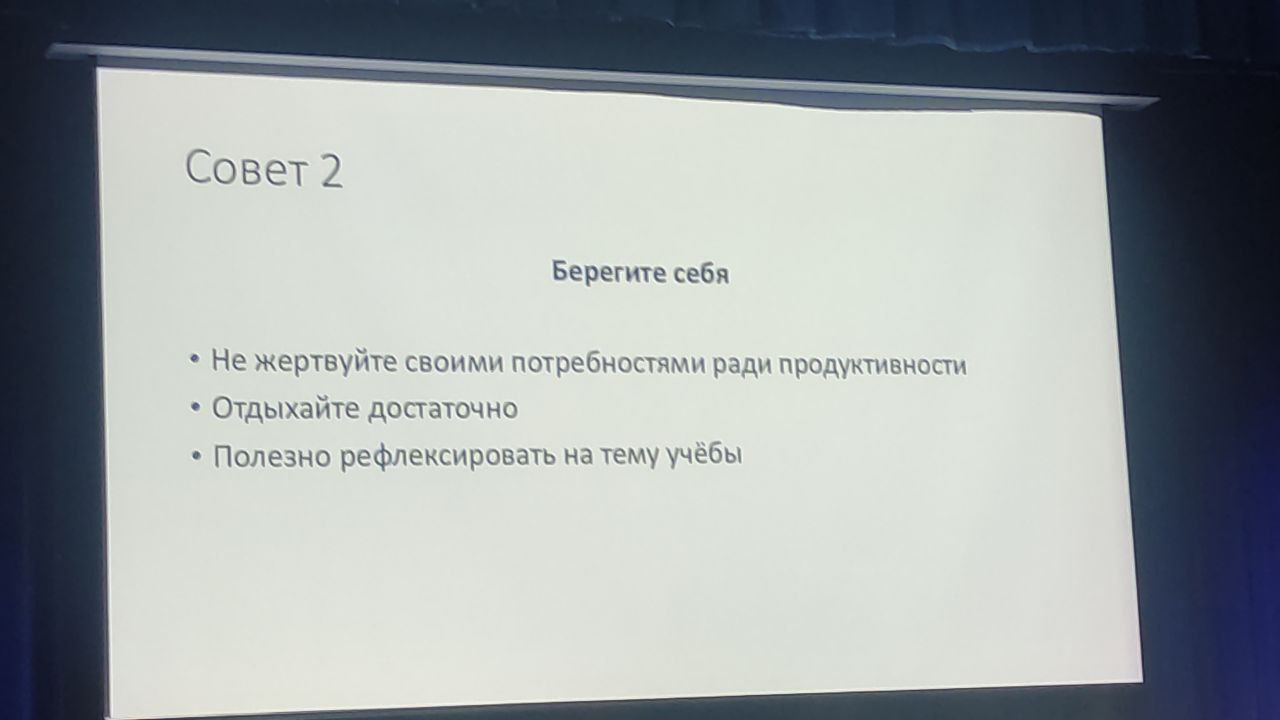 Совет 2
Берегите себя
• Не жертвуйте своими потребностями ради продуктивности
• Отдыхайте достаточно
• Полезно рефлексировать на тему учёбы